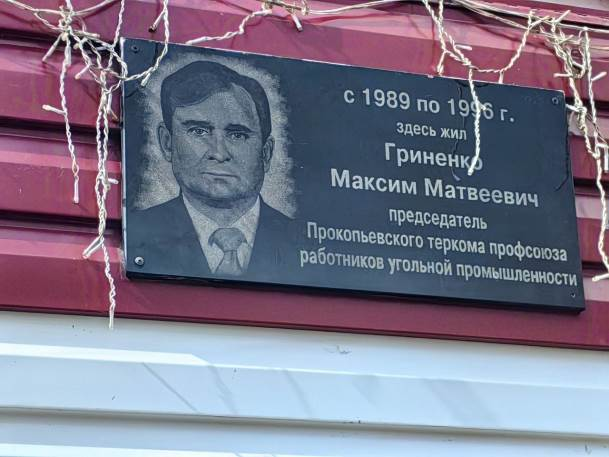 с 1989 по 1996 г.
здесь жил
Гриненко
Максим Матвеевич
председатель
Прокопьевского теркома профсоюза
работников угольной промышленности